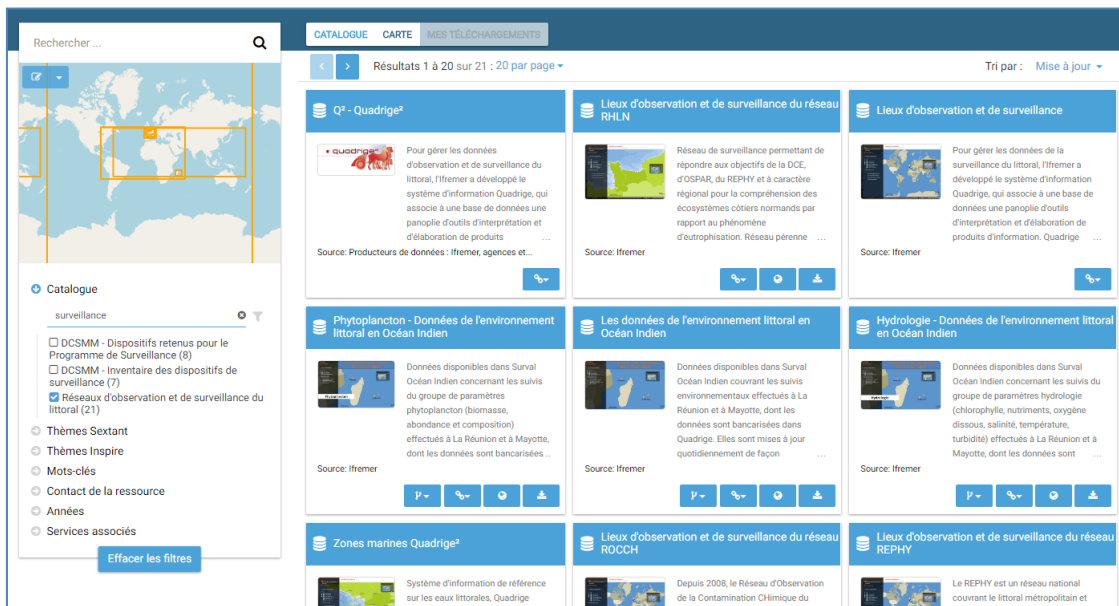 Rechercher ...
CATALOGUE CARTE MES TÉLÉCHARGEMENTS
Résultats 1 à 20 sur 21 : 20 par page
Tri par : Mise à jour
Q² - Quadrige²
quadrige²
Pour gérer les données
d'observation et de surveillance du
littoral, l'Ifremer a développé le
système d'information Quadrige, qui
associe à une base de données une
panoplie d'outils d'interprétation et
d'élaboration de produits ...
Source: Producteurs de données : Ifremer, agences et...
Lieux d'observation et de surveillance du réseau
RHLN
Réseau de surveillance permettant de
répondre aux objectifs de la DCE,
d'OSPAR, du REPHY et à caractère
régional pour la compréhension des
écosystèmes côtiers normands par
rapport au phénomène
d'eutrophisation. Réseau pérenne ...
Source: Ifremer
Lieux d'observation et de surveillance
Pour gérer les données de la
surveillance du littoral, l'Ifremer a
développé le système d'information
Quadrige, qui associe à une base de
données une panoplie d'outils
d'interprétation et d'élaboration de
produits d'information. Quadrige ...
Source: Ifremer
Catalogue
surveillance
DCSMM - Dispositifs retenus pour le
Programme de Surveillance (8)
DCSMM - Inventaire des dispositifs de
surveillance (7)
Réseaux d'observation et de surveillance du
littoral (21)
Thèmes Sextant
Thèmes Inspire
Mots-clés
Contact de la ressource
Années
Services associés
Effacer les filtres
Phytoplancton - Données de l'environnement
littoral en Océan Indien
Données disponibles dans Surval
Océan Indien concernant les suivis
du groupe de paramètres
phytoplancton (biomasse,
abondance et composition)
effectués à La Réunion et à Mayotte,
dont les données sont bancarisées...
Source: Ifremer
Les données de l'environnement littoral en
Océan Indien
Données disponibles dans Surval
Océan Indien couvrant les suivis
environnementaux effectués à La
Réunion et à Mayotte, dont les
données sont bancarisées dans
Quadrige. Elles sont mises à jour
quotidiennement de façon ...
Source: Ifremer
Hydrologie - Données de l'environnement littoral
en Océan Indien
Hydrologie
Données disponibles dans Surval
Océan Indien concernant les suivis du
groupe de paramètres hydrologie
(chlorophylle, nutriments, oxygène
dissous, salinité, température,
turbidité) effectués à La Réunion et à
Mayotte, dont les données sont ...
Source: Ifremer
Zones marines Quadrige²
Système d'information de référence
sur les eaux littorales, Quadrige
Lieux d'observation et de surveillance du réseau
ROCCH
Depuis 2008, le Réseau d'Observation
de la Contamination CHimique du
Lieux d'observation et de surveillance du réseau
REPHY
Le REPHY est un réseau national
couvrant le littoral métropolitain et